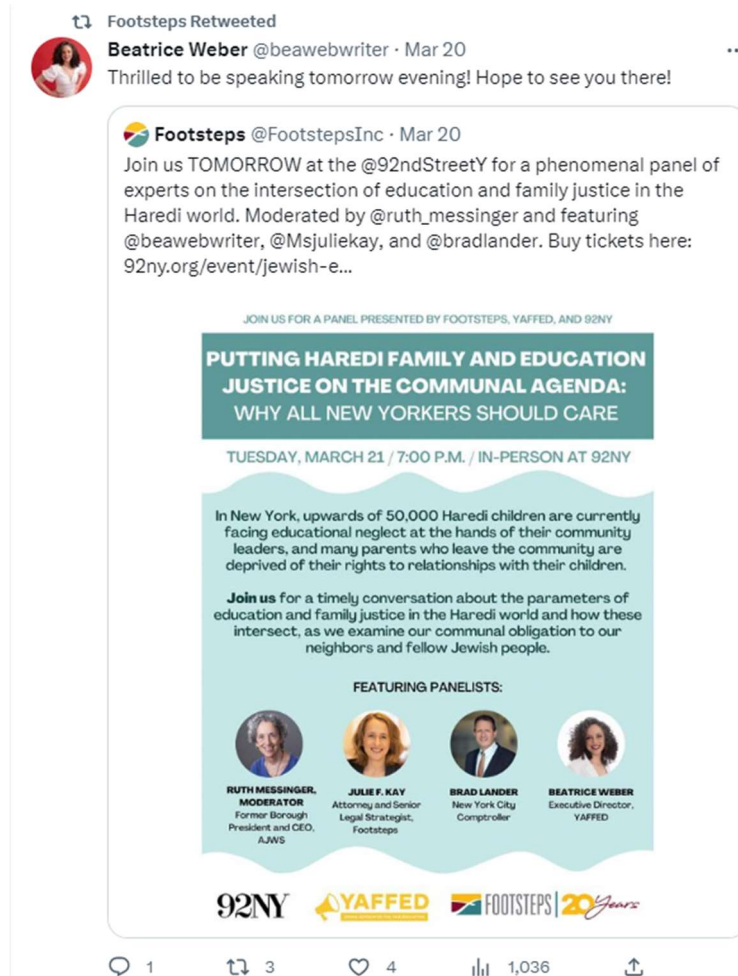 Footsteps Retweeted
Beatrice Weber @beawebwriter · Mar 20
Thrilled to be speaking tomorrow evening! Hope to see you there!
Footsteps @FootstepsInc · Mar 20
Join us TOMORROW at the @92ndStreetY for a phenomenal panel of
experts on the intersection of education and family justice in the
Haredi world. Moderated by @ruth_messinger and featuring
@beawebwriter, @Msjuliekay, and @bradlander. Buy tickets here:
92ny.org/event/jewish-e...
JOIN US FOR A PANEL PRESENTED BY FOOTSTEPS, YAFFED, AND 92NY
PUTTING HAREDI FAMILY AND EDUCATION
JUSTICE ON THE COMMUNAL AGENDA:
WHY ALL NEW YORKERS SHOULD CARE
TUESDAY, MARCH 21 / 7:00 P.M. / IN-PERSON AT 92NY
In New York, upwards of 50,000 Haredi children are currently
facing educational neglect at the hands of their community
leaders, and many parents who leave the community are
deprived of their rights to relationships with their children.
Join us for a timely conversation about the parameters of
education and family justice in the Haredi world and how these
intersect, as we examine our communal obligation to our
neighbors and fellow Jewish people.
FEATURING PANELISTS:
RUTH MESSINGER,
MODERATOR
Former Borough
President and CEO,
AJWS
JULIE F. KAY
Attorney and Senior
Legal Strategist,
Footsteps
BRAD LANDER
New York City
Comptroller
BEATRICE WEBER
Executive Director,
YAFFED
92NY
YAFFED
FOOTSTEPS 20 Years
1 3 4 1,036